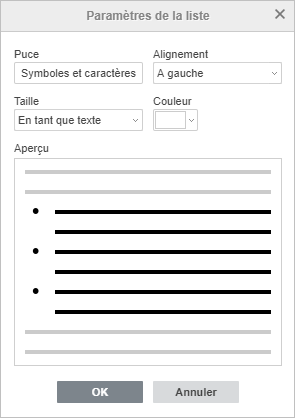 Paramètres de la liste
Puce
Alignement
Symboles et caractères
A gauche
Taille
Couleur
En tant que texte
Aperçu
OK
Annuler